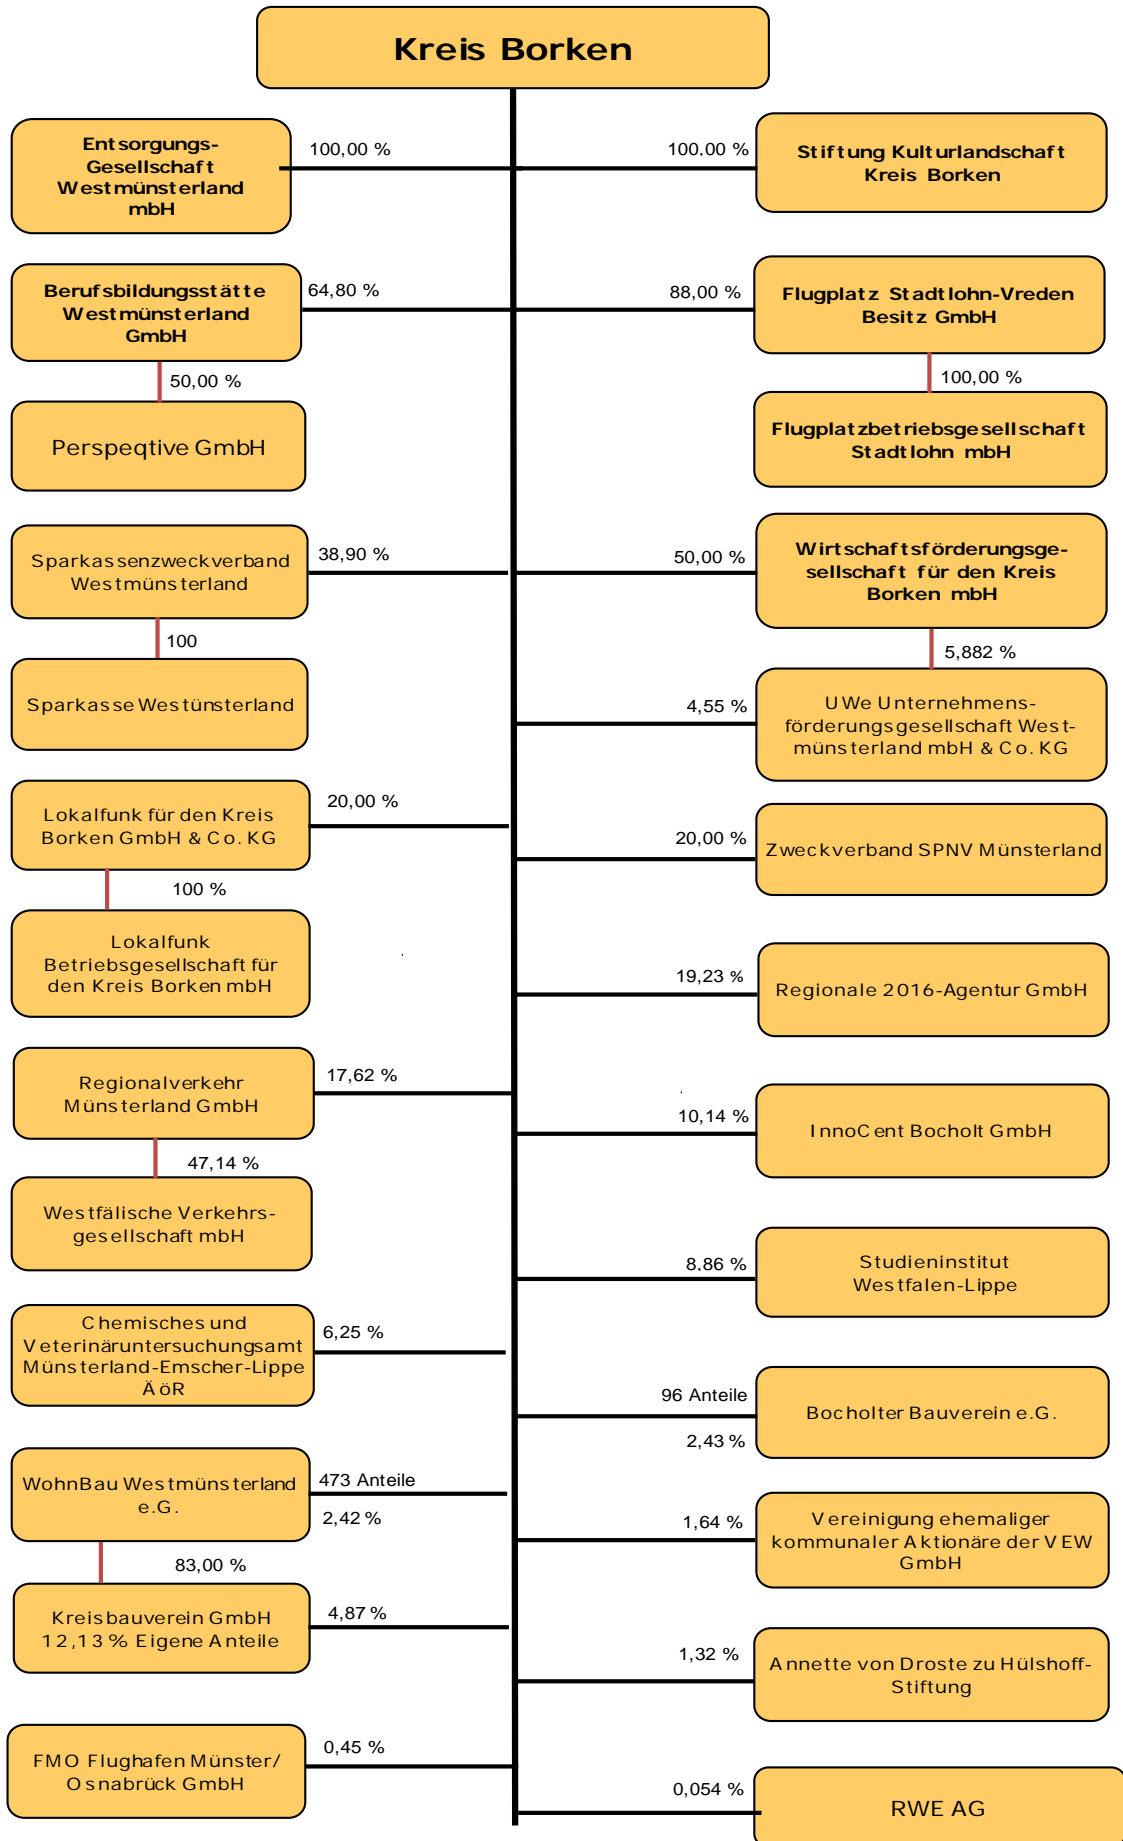 Kreis Borken
Entsorgungs-
Gesellschaft
Westmünsterland
mbH
100,00 %
100,00 %
Stiftung Kulturlandschaft
Kreis Borken
Berufsbildungsstätte
Westmünsterland
GmbH
64,80 %
88,00 %
Flugplatz Stadtlohn-Vreden
Besitz GmbH
50,00 %
100,00 %
Perspeqtive GmbH
Flugplatzbetriebsgesellschaft
Stadtlohn mbH
Sparkassenzweckverband
Westmünsterland
38,90 %
50,00 %
Wirtschaftsförderungsge-
sellschaft für den Kreis
Borken mbH
100
5,882 %
Sparkasse Westünsterland
4,55 %
UWe Unternehmens-
förderungsgesellschaft West-
münsterland mbH & Co. KG
Lokalfunk für den Kreis
Borken GmbH & Co. KG
20,00 %
20,00 %
Zweckverband SPNV Münsterland
100 %
Lokalfunk
Betriebsgesellschaft für
den Kreis Borken mbH
19,23 %
Regionale 2016-Agentur GmbH
Regionalverkehr
Münsterland GmbH
17,62 %
10,14 %
InnoCent Bocholt GmbH
47,14 %
Westfälische Verkehrs-
gesellschaft mbH
8,86 %
Studieninstitut
Westfalen-Lippe
Chemisches und
Veterinäruntersuchungsamt
Münsterland-Emscher-Lippe
AöR
6,25 %
96 Anteile
2,43 %
Bocholter Bauverein e.G.
WohnBau Westmünsterland
e.G.
473 Anteile
2,42 %
1,64 %
Vereinigung ehemaliger
kommunaler Aktionäre der VEW
GmbH
83,00 %
Kreisbauverein GmbH
12,13 % Eigene Anteile
4,87 %
1,32 %
Annette von Droste zu Hülshoff-
Stiftung
FMO Flughafen Münster/
Osnabrück GmbH
0,45 %
0,054 %
RWE AG